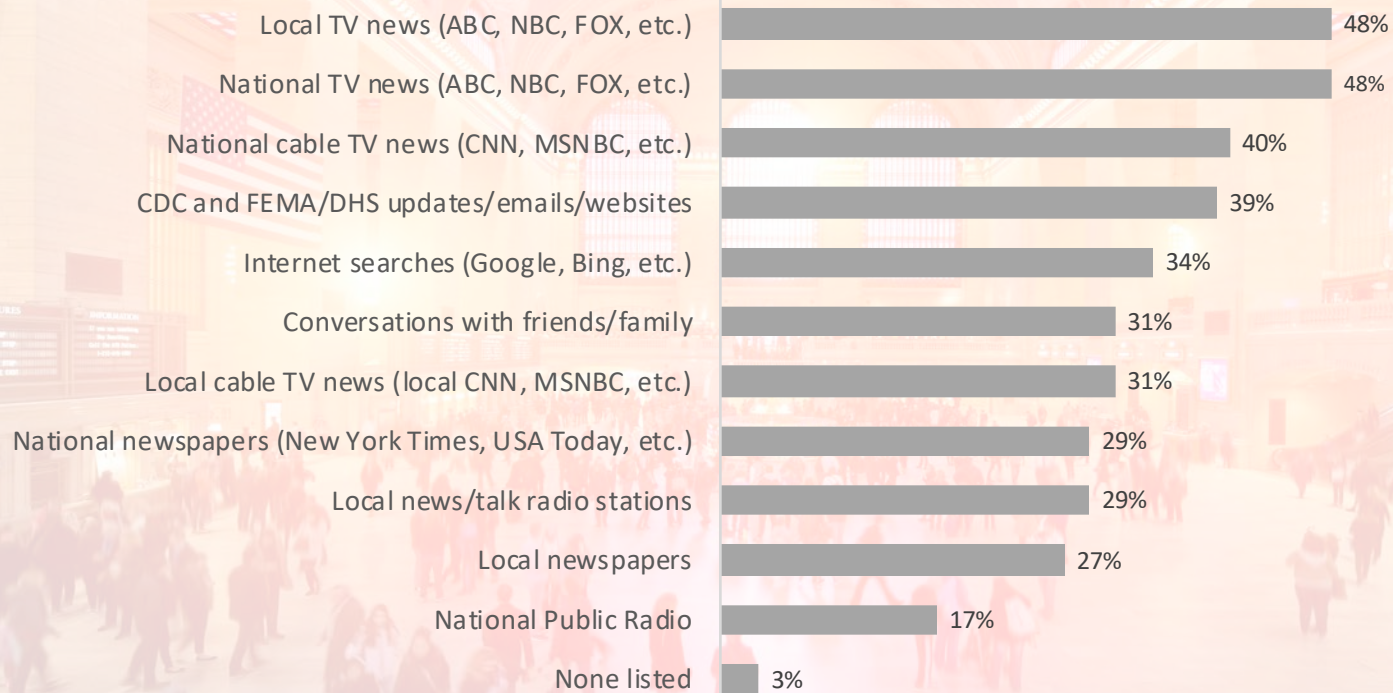 Local TV news (ABC, NBC, FOX, etc.) 48%
National TV news (ABC, NBC, FOX, etc.) 48%
National cable TV news (CNN, MSNBC, etc.) 40%
CDC and FEMA/DHS updates/emails/websites 39%
Internet searches (Google, Bing, etc.) 34%
Conversations with friends/family 31%
Local cable TV news (local CNN, MSNBC, etc.) 31%
National newspapers (New York Times, USA Today, etc.) 29%
Local news/talk radio stations 29%
Local newspapers 27%
National Public Radio 17%
None listed 3%